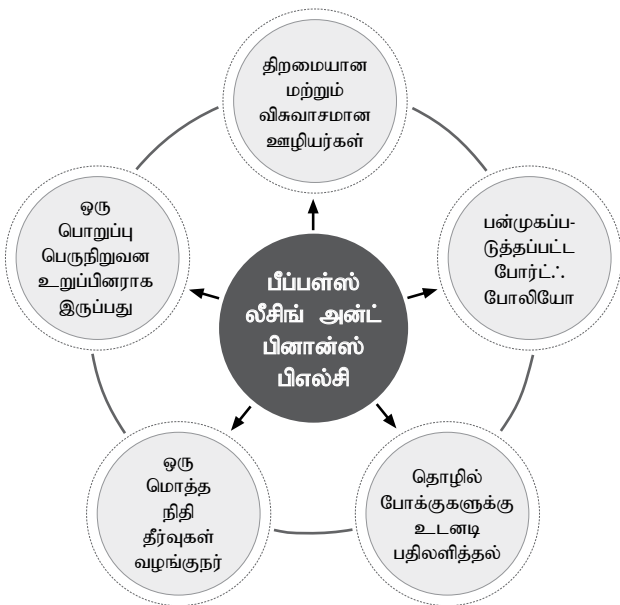 திறமையான
மற்றும்
விசுவாசமான
ஊழியர்கள்
பன்முகப்ப-
டுத்தப்பட்ட
போர்ட்ஃ
போலியோ
தொழில்
போக்குகளுக்கு
உடனடி
பதிலளித்தல்
ஒரு
மொத்த
நிதி
தீர்வுகள்
வழங்குநர்
ஒரு
பொறுப்பு
பெருநிறுவன
உறுப்பினராக
இருப்பது
பீப்பள்ஸ்
லீசிங் அன்ட்
பினான்ஸ்
பிஎல்சி